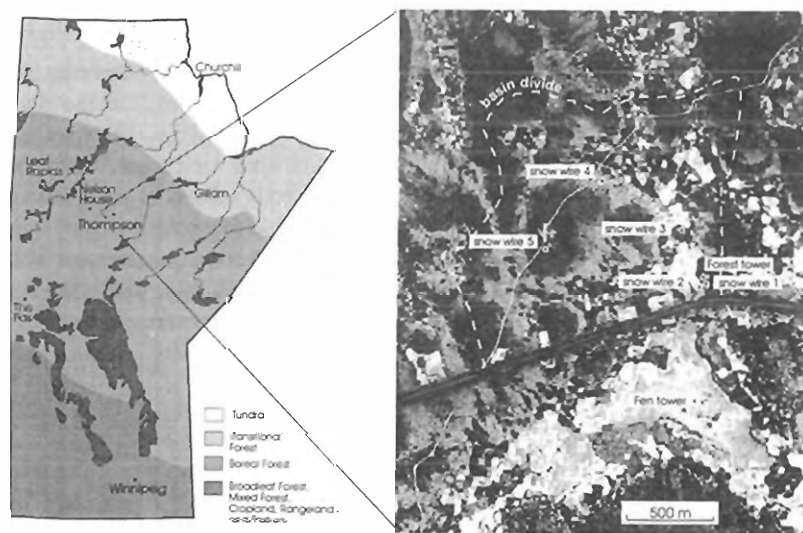 Churchill
Leaf
Rapids
Nelson
House
Gillam
Thompson
The
Pas
Winnipeg
Tundra
Transitional
Forest
Boreal Forest
Broadleaf Forest,
Mixed Forest,
Cropland, Rangeland
basin divide
snow wire 4
snow wire 5
snow wire 3
Forest tower
snow wire 2
snow wire 1
Fen tower
500 m